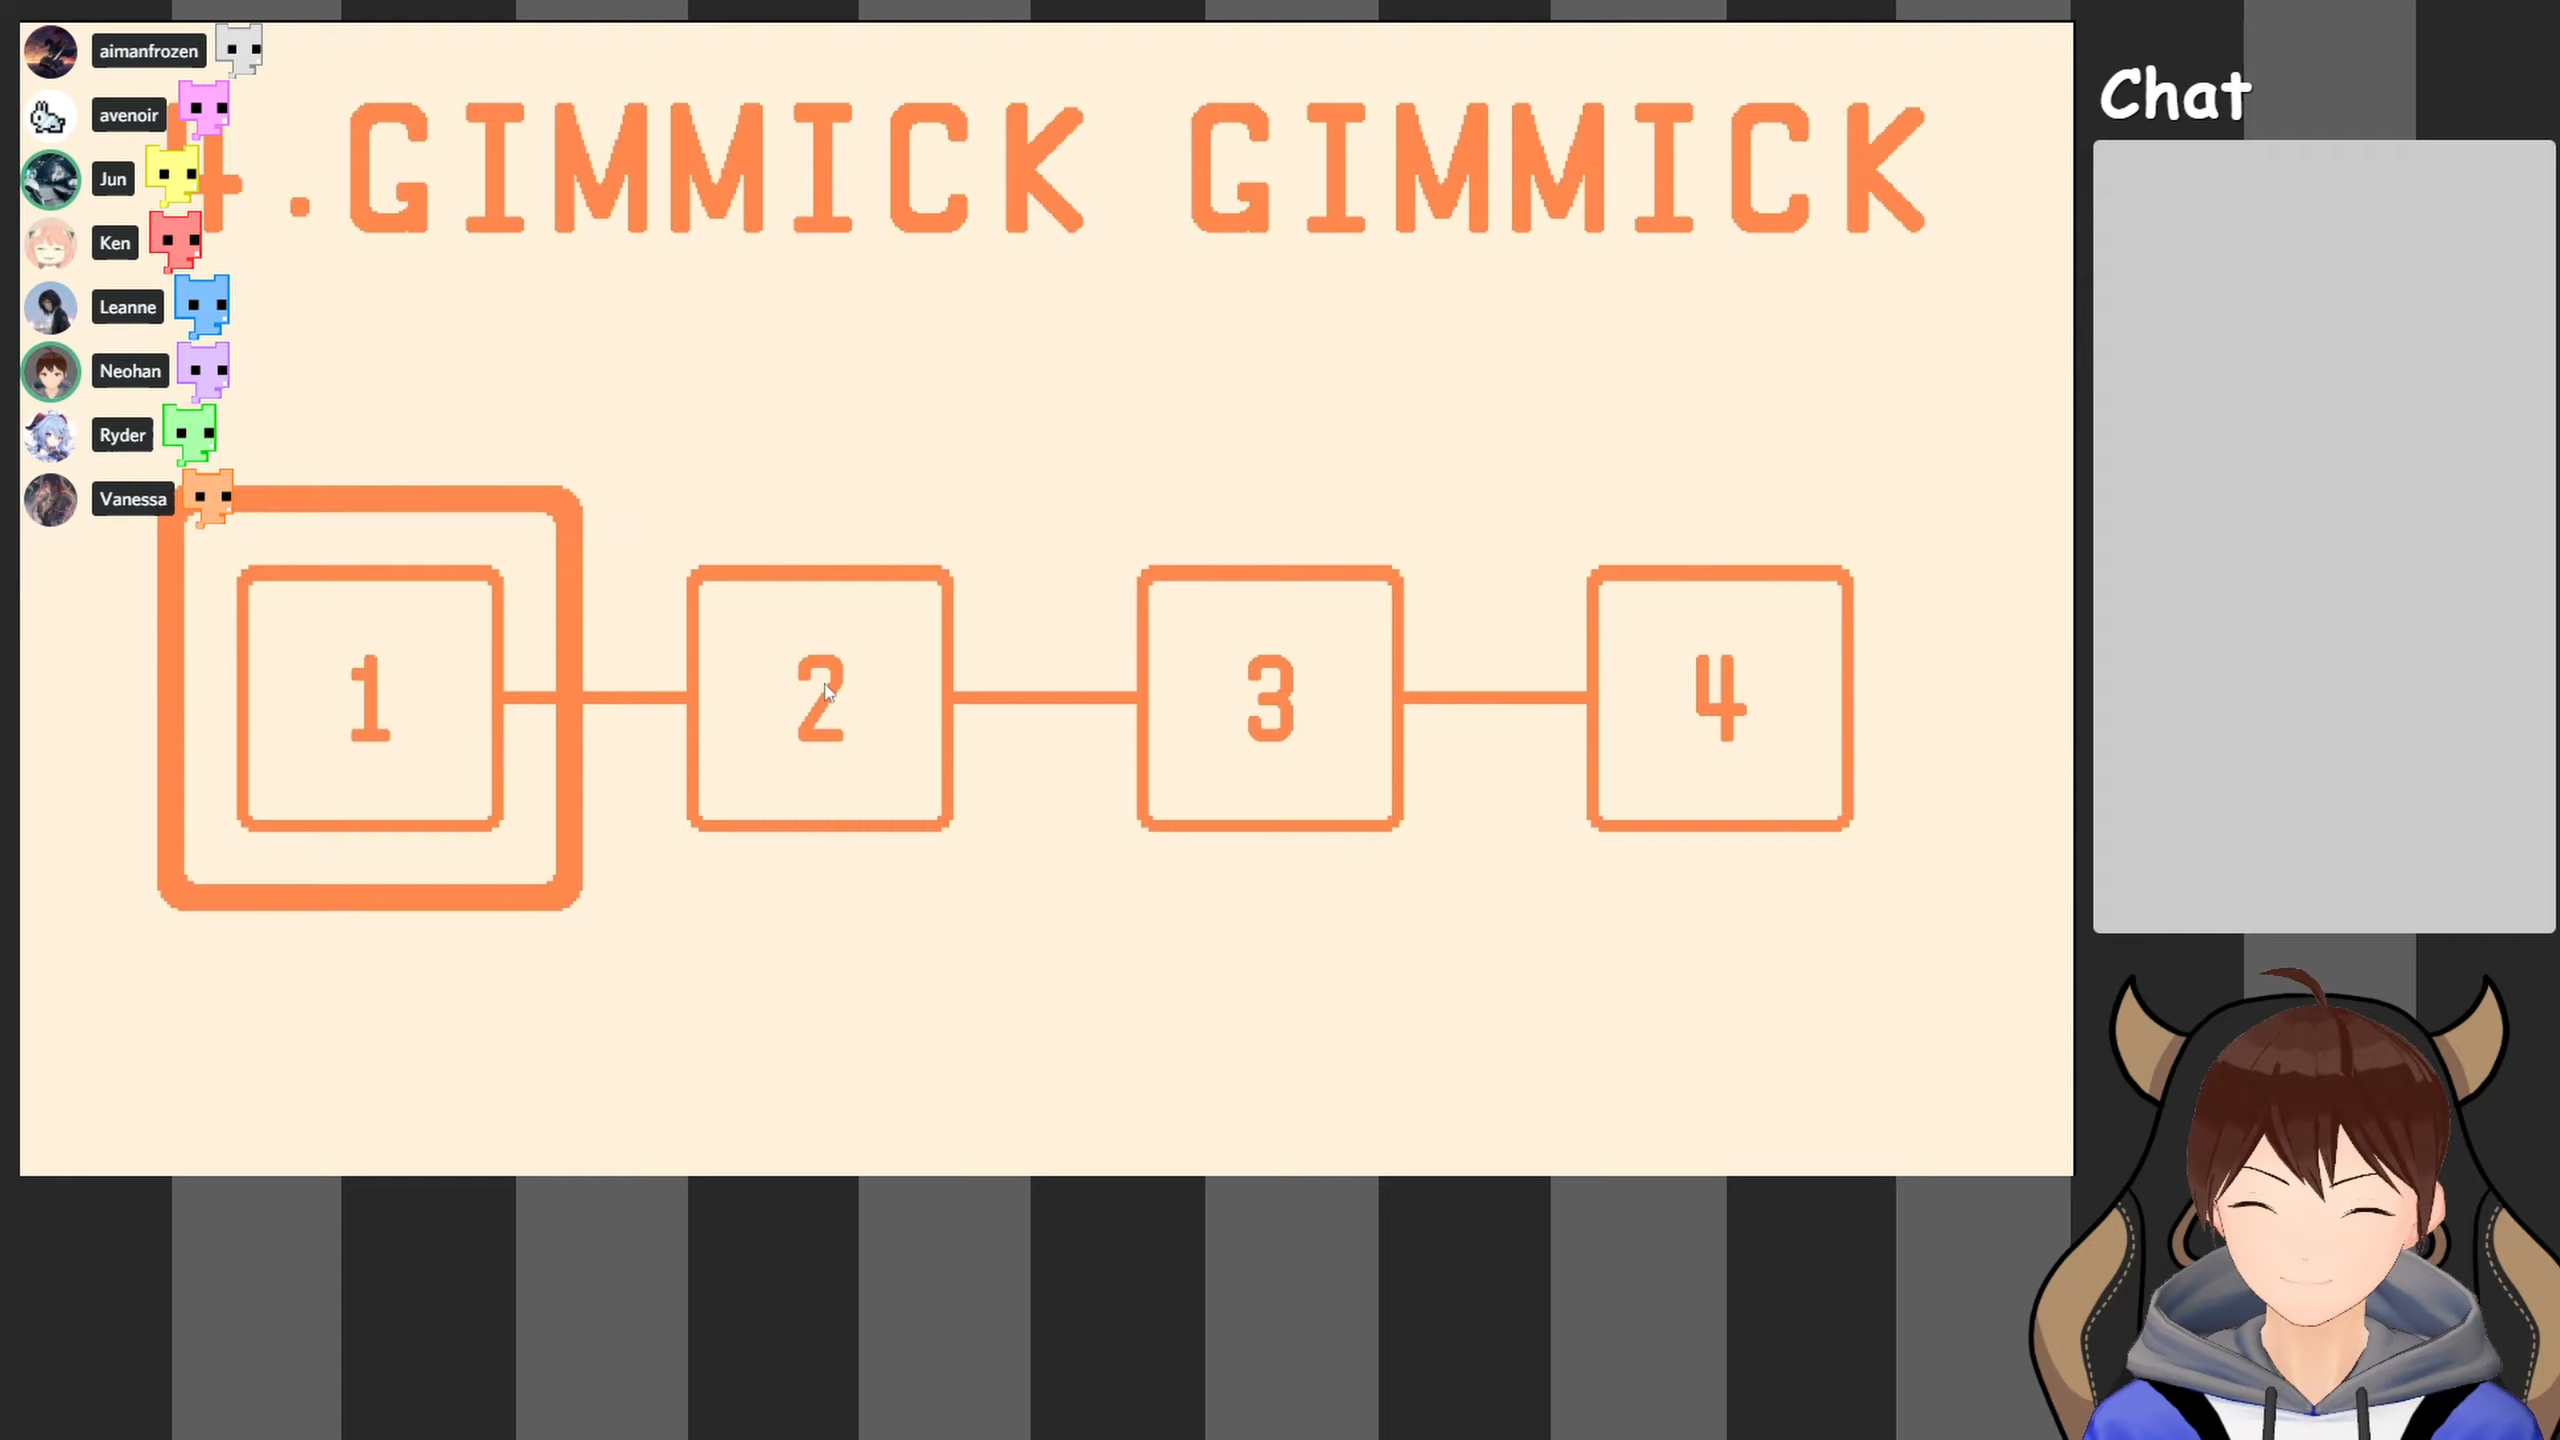 aimanfrozen
avenoir
4.GIMMICK GIMMICK
Jun
Ken
Leanne
Neohan
Ryder
Vanessa
1 2 3 4
Chat